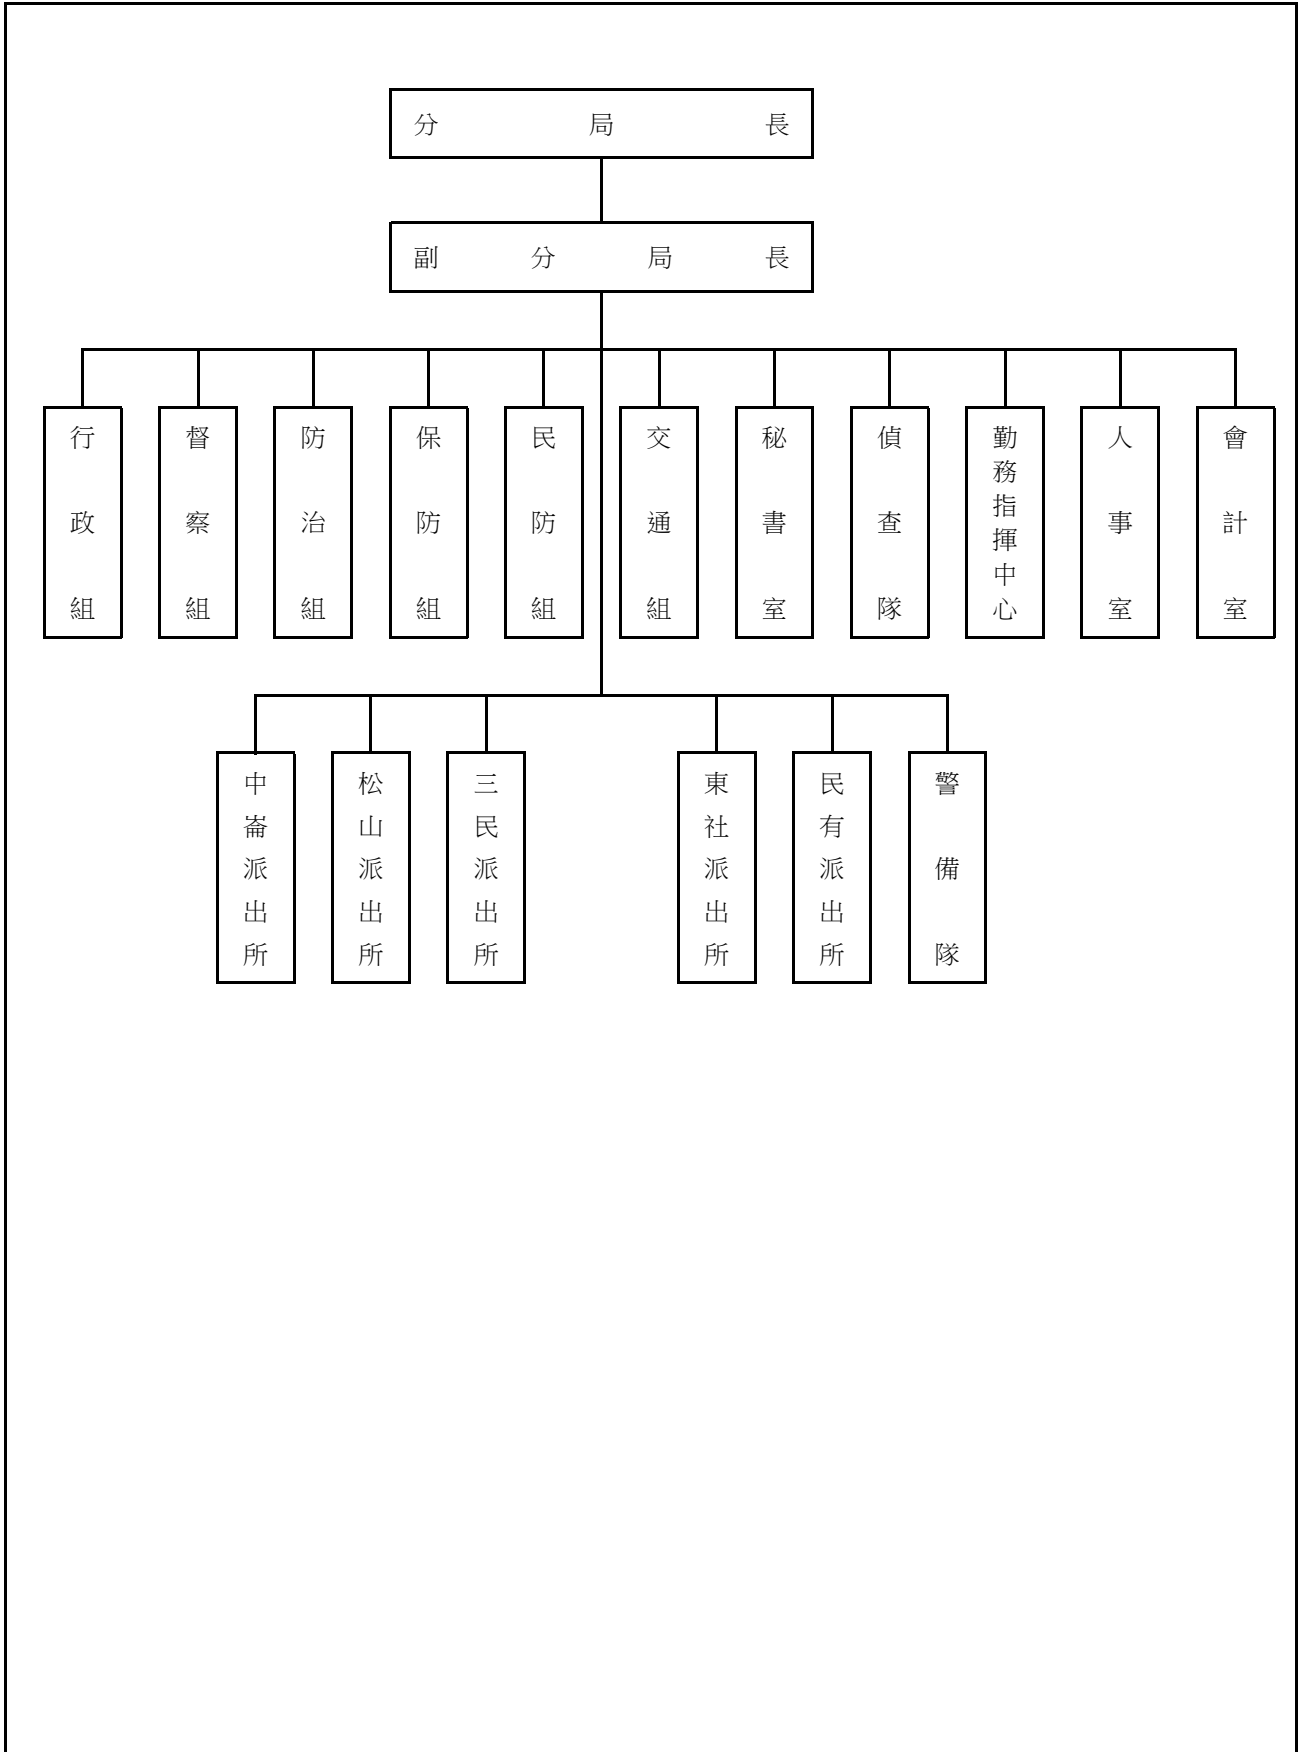 分局長
副分局長
行政組
督察組
防治組
保防組
民防組
交通組
秘書室
偵查隊
勤務指揮中心
人事室
會計室
中崙派出所
松山派出所
三民派出所
東社派出所
民有派出所
警備隊